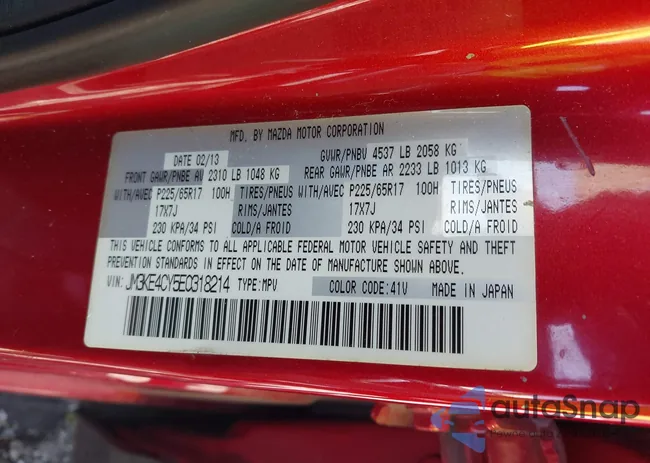 MFD. BY MAZDA MOTOR CORPORATION
DATE 02/13 GVWR/PNBV 4537 LB 2058 KG
FRONT GAWR/PNBE AV 2310 LB 1048 KG REAR GAWR/PNBE AR 2233 LB 1013 KG
WITH/AVEC P225/65R17 100H TIRES/PNEUS WITH/AVEC P225/65R17 100H TIRES/PNEUS
17X7J RIMS/JANTES 17X7J RIMS/JANTES
230 KPA/34 PSI COLD/A FROID 230 KPA/34 PSI COLD/A FROID
THIS VEHICLE CONFORMS TO ALL APPLICABLE FEDERAL MOTOR VEHICLE SAFETY AND THEFT
PREVENTION STANDARDS IN EFFECT ON THE DATE OF MANUFACTURE SHOWN ABOVE.
VIN: JM3KE4CY5E0318214 TYPE: MPV COLOR CODE: 41V MADE IN JAPAN
autoSnap